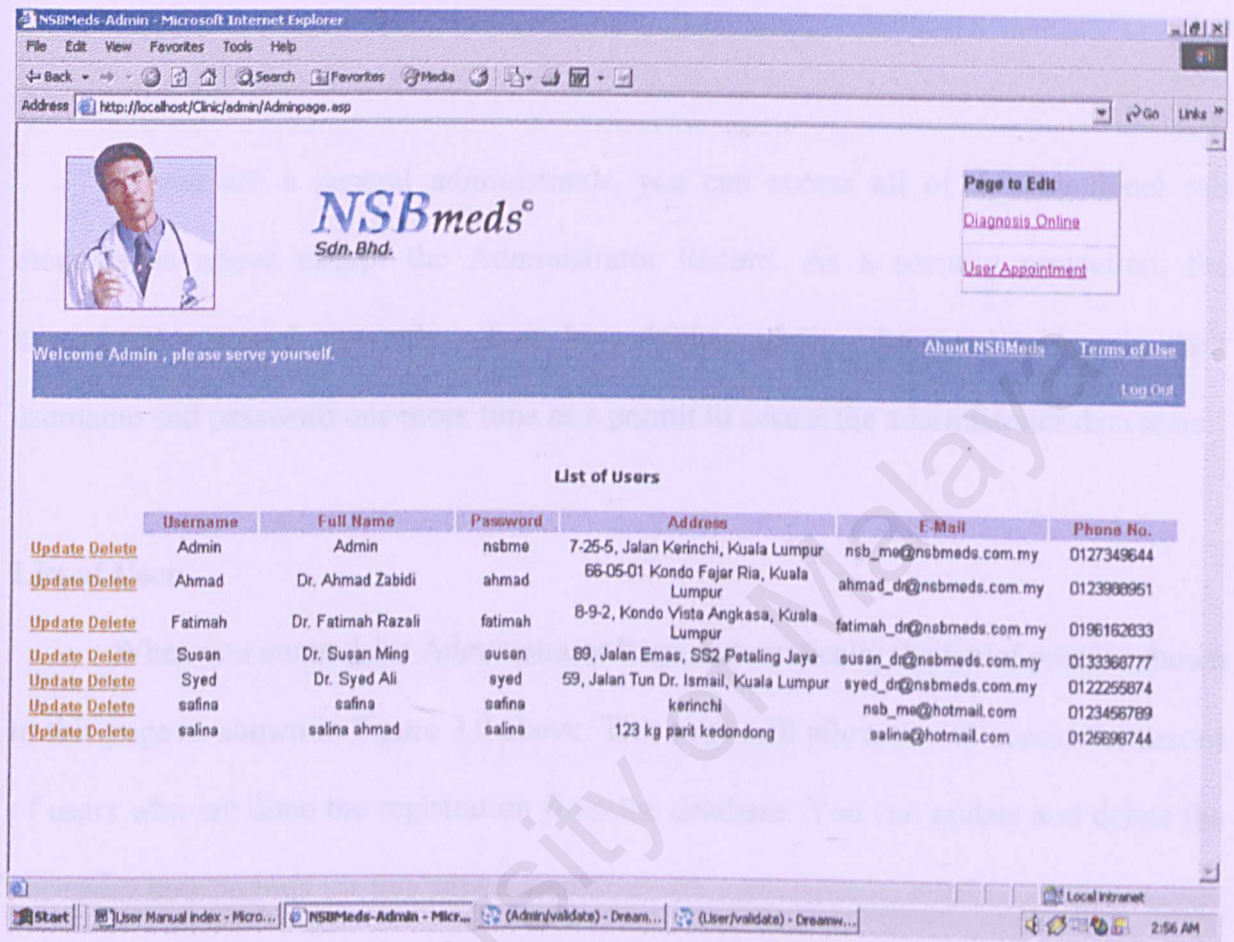 NSBMeds-Admin - Microsoft Internet Explorer
File Edit View Favorites Tools Help
Back Search Favorites Media
Address http://localhost/Clinic/admin/Adminpage.asp Go Links
a general administrator, you can access all of
Page to Edit
NSBmeds©
Sdn. Bhd.
Diagnosis Online
except the Administrator Record. As a
User Appointment
Welcome Admin , please serve yourself.
About NSBMeds Terms of Use
Log Out
username and password one more time as a permit to access the
List of Users
Username Full Name Password Address E-Mail Phone No.
Update Delete Admin Admin nsbme 7-25-5, Jalan Kerinchi, Kuala Lumpur nsb_me@nsbmeds.com.my 0127349644
Update Delete Ahmad Dr. Ahmad Zabidi ahmad 66-05-01 Kondo Fajar Ria, Kuala Lumpur ahmad_dr@nsbmeds.com.my 0123988951
Update Delete Fatimah Dr. Fatimah Razali fatimah 8-9-2, Kondo Vista Angkasa, Kuala Lumpur fatimah_dr@nsbmeds.com.my 0196162633
Update Delete Susan Dr. Susan Ming susan 89, Jalan Emas, SS2 Petaling Jaya susan_dr@nsbmeds.com.my 0133368777
Update Delete Syed Dr. Syed Ali syed 59, Jalan Tun Dr. Ismail, Kuala Lumpur syed_dr@nsbmeds.com.my 0122255874
Update Delete safina safina safina kerinchi nsb_me@hotmail.com 0123456789
Update Delete salina salina ahmad salina 123 kg parit kedondong salina@hotmail.com 0125698744
of users who are done the registration database. You can update and delete
Local intranet
Start User Manual index - Micro... NSBMeds-Admin - Micr... (Admin/validate) - Dream... (User/validate) - Dreamw... 2:56 AM
University of Malaya